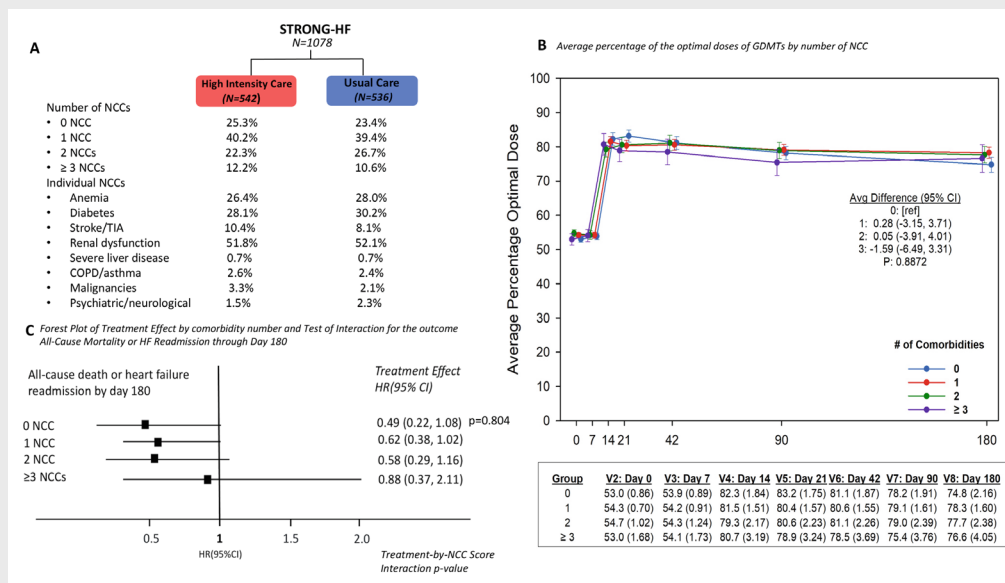 STRONG-HF
N=1078
A
High Intensity Care
(N=542)
Usual Care
(N=536)
Number of NCCs
• 0 NCC 25.3% 23.4%
• 1 NCC 40.2% 39.4%
• 2 NCCs 22.3% 26.7%
• ≥ 3 NCCs 12.2% 10.6%
Individual NCCs
• Anemia 26.4% 28.0%
• Diabetes 28.1% 30.2%
• Stroke/TIA 10.4% 8.1%
• Renal dysfunction 51.8% 52.1%
• Severe liver disease 0.7% 0.7%
• COPD/asthma 2.6% 2.4%
• Malignancies 3.3% 2.1%
• Psychiatric/neurological 1.5% 2.3%
B Average percentage of the optimal doses of GDMTs by number of NCC
Average Percentage Optimal Dose
100
90
80
70
60
50
40
30
20
10
0
0 7 14 21 42 90 180
Avg Difference (95% CI)
0: [ref]
1: 0.28 (-3.15, 3.71)
2: 0.05 (-3.91, 4.01)
3: -1.59 (-6.49, 3.31)
P: 0.8872
# of Comorbidities
0
1
2
≥ 3
Group V2: Day 0 V3: Day 7 V4: Day 14 V5: Day 21 V6: Day 42 V7: Day 90 V8: Day 180
0 53.0 (0.86) 53.9 (0.89) 82.3 (1.84) 83.2 (1.75) 81.1 (1.87) 78.2 (1.91) 74.8 (2.16)
1 54.3 (0.70) 54.2 (0.91) 81.5 (1.51) 80.4 (1.57) 80.6 (1.55) 79.1 (1.61) 78.3 (1.60)
2 54.7 (1.02) 54.3 (1.24) 79.3 (2.17) 80.6 (2.23) 81.1 (2.26) 79.0 (2.39) 77.7 (2.38)
≥ 3 53.0 (1.68) 54.1 (1.73) 80.7 (3.19) 78.9 (3.24) 78.5 (3.69) 75.4 (3.76) 76.6 (4.05)
C Forest Plot of Treatment Effect by comorbidity number and Test of Interaction for the outcome
All-Cause Mortality or HF Readmission through Day 180
All-cause death or heart failure
readmission by day 180
Treatment Effect
HR(95% CI)
0 NCC 0.49 (0.22, 1.08) p=0.804
1 NCC 0.62 (0.38, 1.02)
2 NCC 0.58 (0.29, 1.16)
≥3 NCCs 0.88 (0.37, 2.11)
0.5 1 1.5 2.0
HR(95%CI)
Treatment-by-NCC Score
Interaction p-value